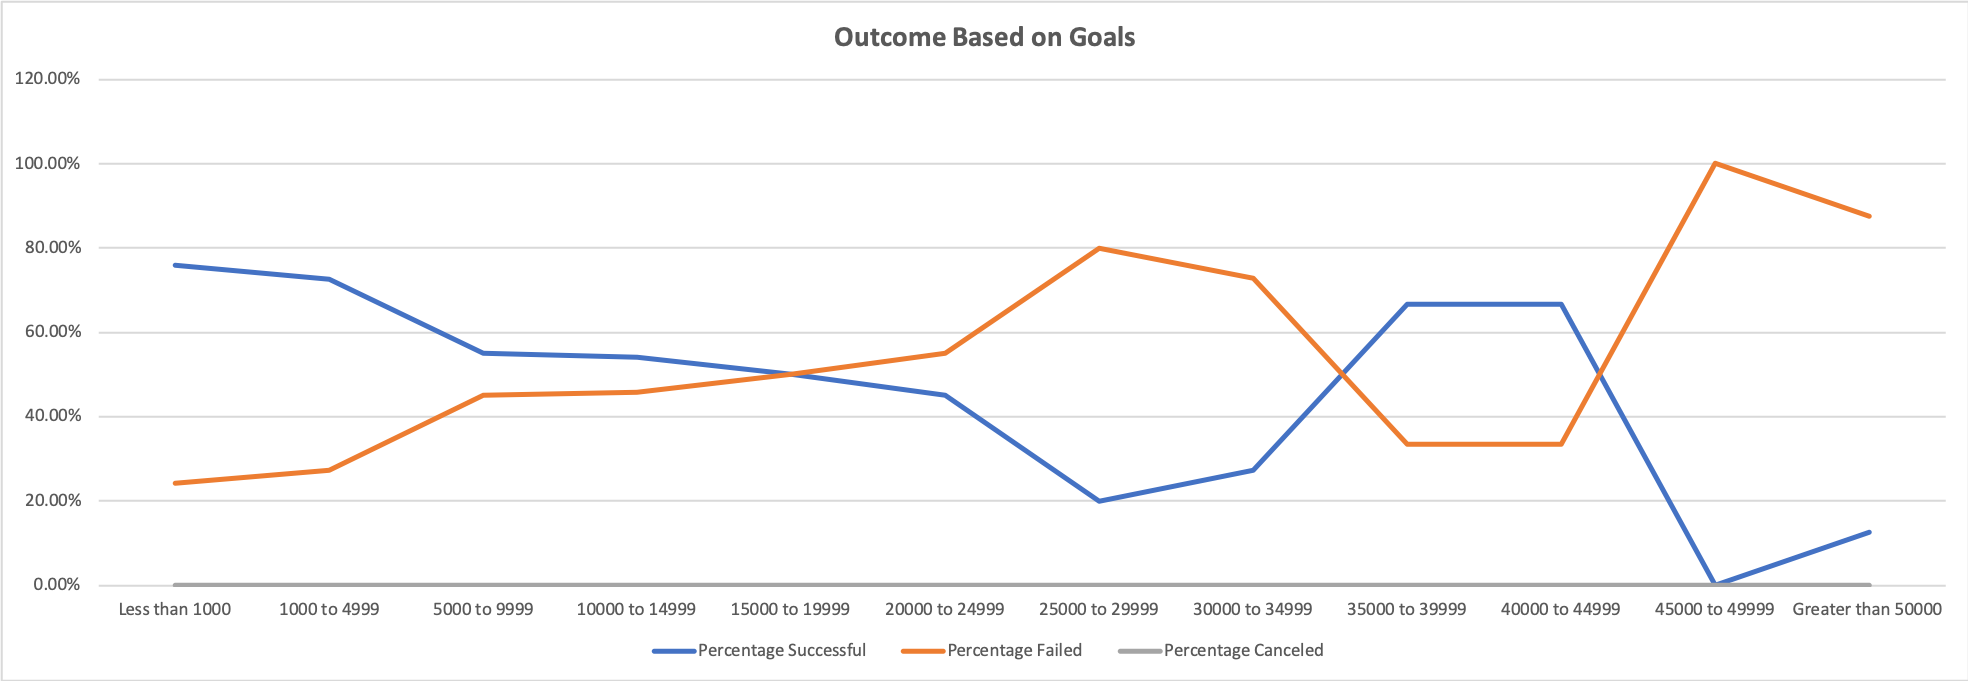 Outcome Based on Goals
120.00%
100.00%
80.00%
60.00%
40.00%
20.00%
0.00%
Less than 1000 1000 to 4999 5000 to 9999 10000 to 14999 15000 to 19999 20000 to 24999 25000 to 29999 30000 to 34999 35000 to 39999 40000 to 44999 45000 to 49999 Greater than 50000
Percentage Successful Percentage Failed Percentage Canceled